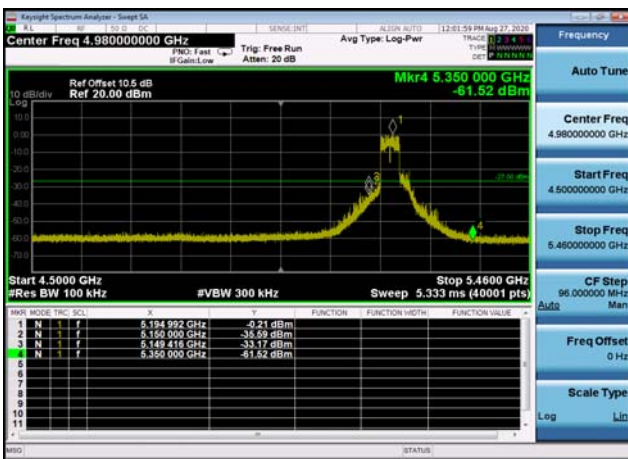 Keysight Spectrum Analyzer - Swept SA
RL RF 50 Ω DC SENSE:INT ALIGN AUTO 12:01:59 PM Aug 27, 2020
Center Freq 4.980000000 GHz
PNO: Fast
IFGain:Low
Trig: Free Run
Atten: 20 dB
Avg Type: Log-Pwr
TRACE 1 2 3 4 5 6
TYPE
DET P N N N N N
Ref Offset 10.5 dB
Ref 20.00 dBm
10 dB/div
Log
Mkr4 5.350 000 GHz
-61.52 dBm
10.0
0.00
-10.0
-20.0
-30.0
-40.0
-50.0
-60.0
-70.0
1
4
-27.00 dBm
Start 4.5000 GHz
Stop 5.4600 GHz
#Res BW 100 kHz
#VBW 300 kHz
Sweep 5.333 ms (40001 pts)
MKR MODE TRC SCL X Y FUNCTION FUNCTION WIDTH FUNCTION VALUE
1 N 1 f 5.194 992 GHz -0.21 dBm
2 N 1 f 5.150 000 GHz -35.59 dBm
3 N 1 f 5.149 416 GHz -33.17 dBm
4 N 1 f 5.350 000 GHz -61.52 dBm
5
6
7
8
9
10
11
MSG
STATUS
Frequency
Auto Tune
Center Freq
4.980000000 GHz
Start Freq
4.500000000 GHz
Stop Freq
5.460000000 GHz
CF Step
96.000000 MHz
Auto Man
Freq Offset
0 Hz
Scale Type
Log Lin